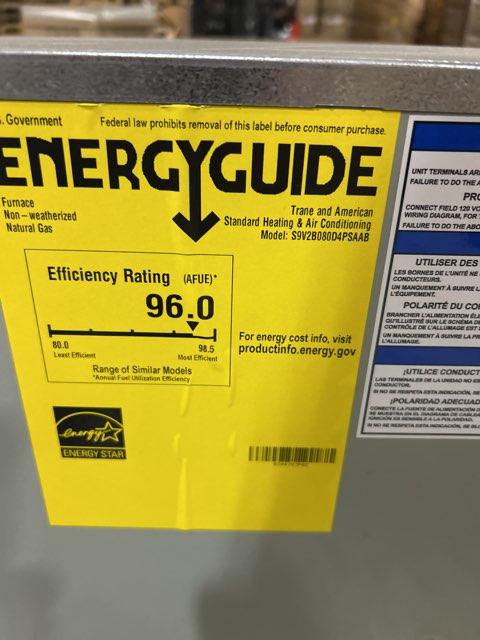 . Government
Federal law prohibits removal of this label before consumer purchase.
ENERGYGUIDE
Furnace
Non-weatherized
Natural Gas
Trane and American
Standard Heating & Air Conditioning
Model: S9V2B080D4PSAAB
Efficiency Rating (AFUE)*
96.0
80.0
98.5
Least Efficient
Most Efficient
Range of Similar Models
*Annual Fuel Utilization Efficiency
For energy cost info, visit
productinfo.energy.gov
energy
ENERGY STAR
UNIT TERMINALS AR
FAILURE TO DO THE A
PRO
CONNECT FIELD 120 VO
WIRING DIAGRAM, FOR
FAILURE TO DO THE ABO
UTILISER DES
LES BORNES DE L'UNITÉ NE
CONDUCTEURS.
UN MANQUEMENT À SUIVRE L
L'ÉQUIPEMENT.
POLARITÉ DU CO
BRANCHER L'ALIMENTATION ÉL
QU'ILLUSTRÉ SUR LE SCHÉMA D
CONTRÔLE DE L'ALLUMAGE EST
UN MANQUEMENT À SUIVRE LA PR
L'ALLUMAGE.
¡UTILICE CONDUCT
LAS TERMINALES DE LA UNIDAD NO ES
CONDUCTOR.
SI NO SE RESPETA ESTA INDICACIÓN, SE
¡POLARIDAD ADECUAD
CONECTE LA FUENTE DE ALIMENTACIÓN D
SE MUESTRA EN EL DIAGRAMA DE CABLEA
IGNICIÓN ES SENSIBLE A LA POLARIDAD.
SI NO SE RESPETA ESTA INDICACIÓN, SE